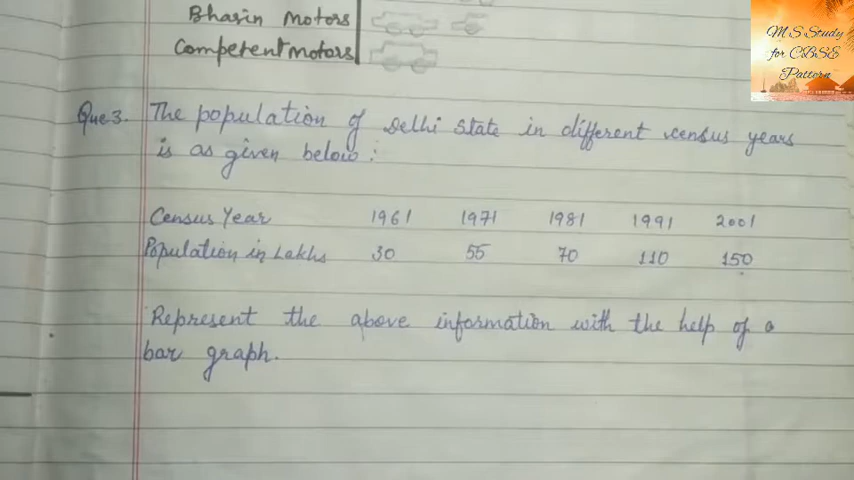 Bhasin Motors
Competent Motors
M S Study
for CBSE
Pattern
Que 3. The population of Delhi State in different census years
is as given below :
Census Year 1961 1971 1981 1991 2001
Population in Lakhs 30 55 70 110 150
Represent the above information with the help of a
bar graph.